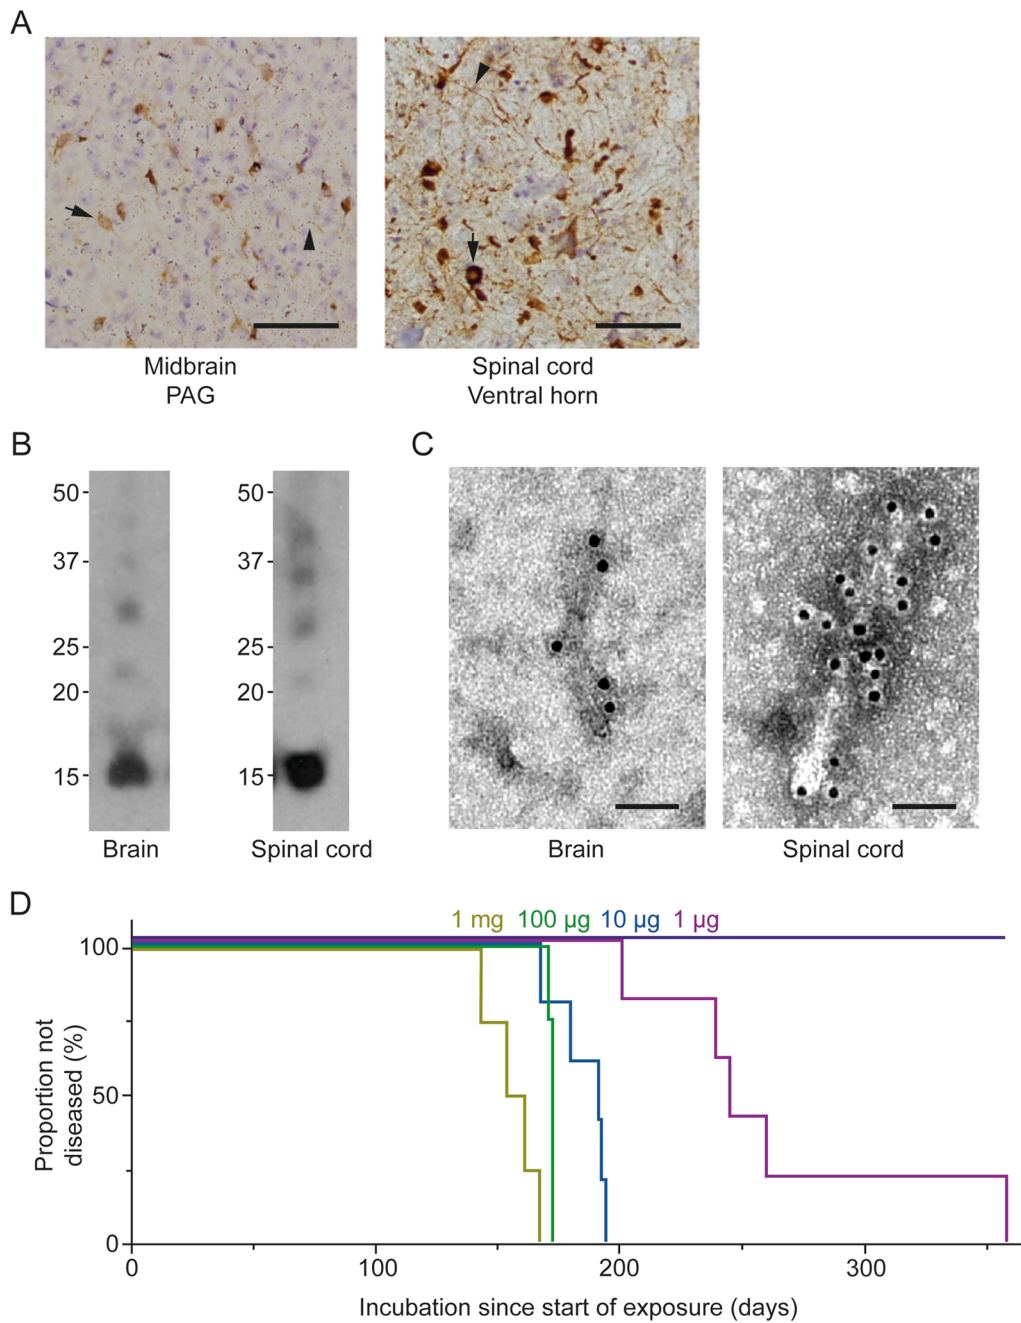 A
Midbrain
PAG
Spinal cord
Ventral horn
B
50
37
25
20
15
Brain
50
37
25
20
15
Spinal cord
C
Brain
Spinal cord
D
1 mg 100 µg 10 µg 1 µg
100
50
0
Proportion not
diseased (%)
0 100 200 300
Incubation since start of exposure (days)